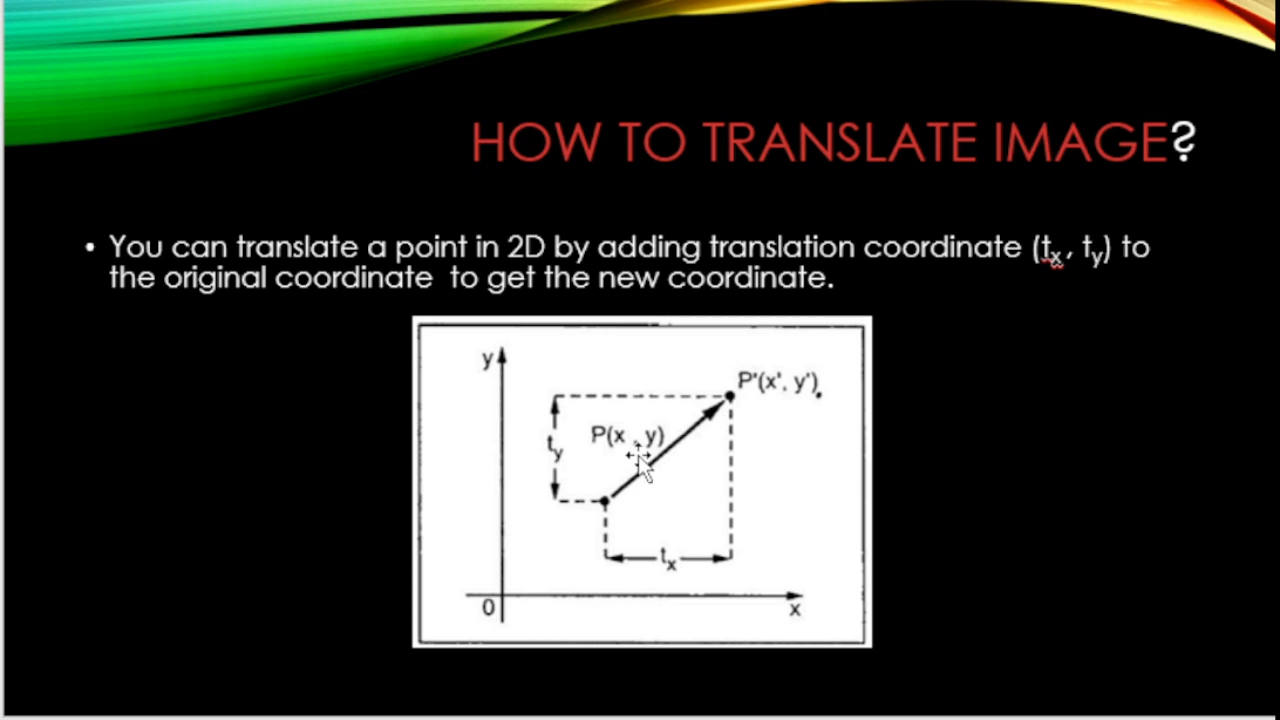 HOW TO TRANSLATE IMAGE?
• You can translate a point in 2D by adding translation coordinate (tx, ty) to
the original coordinate to get the new coordinate.
y
P'(x', y')
P(x , y)
ty
tx
0
x